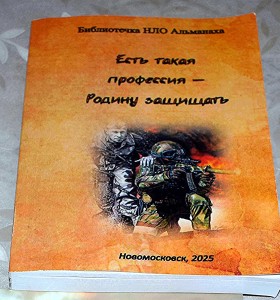 Библиотечка НЛО Альманаха
Есть такая
профессия —
Родину защищать
Новомосковск, 2025